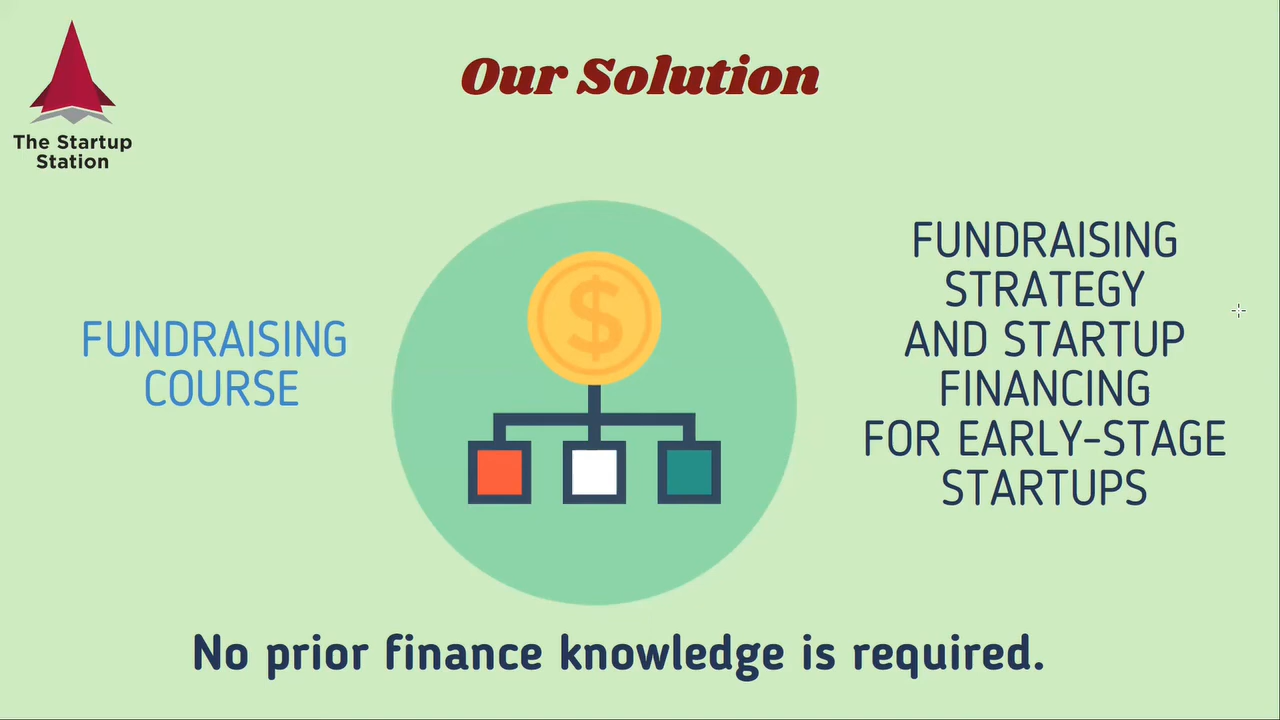 The Startup
Station
Our Solution
FUNDRAISING
COURSE
$
FUNDRAISING
STRATEGY
AND STARTUP
FINANCING
FOR EARLY-STAGE
STARTUPS
No prior finance knowledge is required.